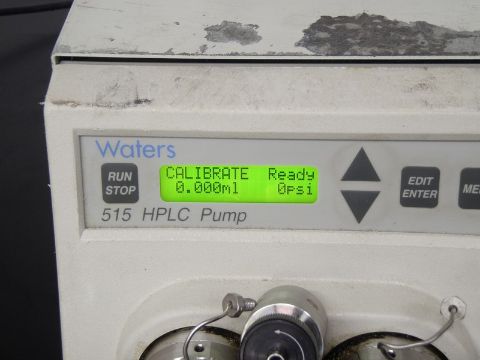 Waters
RUN
STOP
CALIBRATE Ready
0.000ml 0psi
EDIT
ENTER
515 HPLC Pump